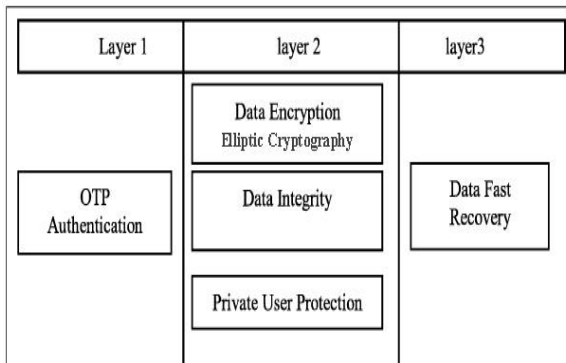 Layer 1
layer 2
layer3
Data Encryption
Elliptic Cryptography
OTP
Authentication
Data Integrity
Data Fast
Recovery
Private User Protection